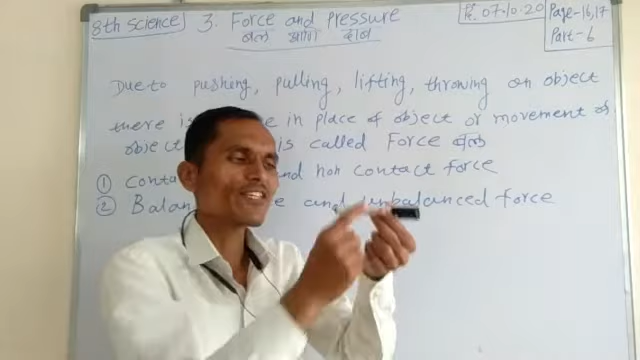 8th science
3. Force and Pressure
बल आणि दाब
07.10.20
Page-16,17
Part-6
Due to pushing, pulling, lifting, throwing an object
there is in place of object or movement of
object is called Force बल
① Conta and non contact force
② Balan and unbalanced force